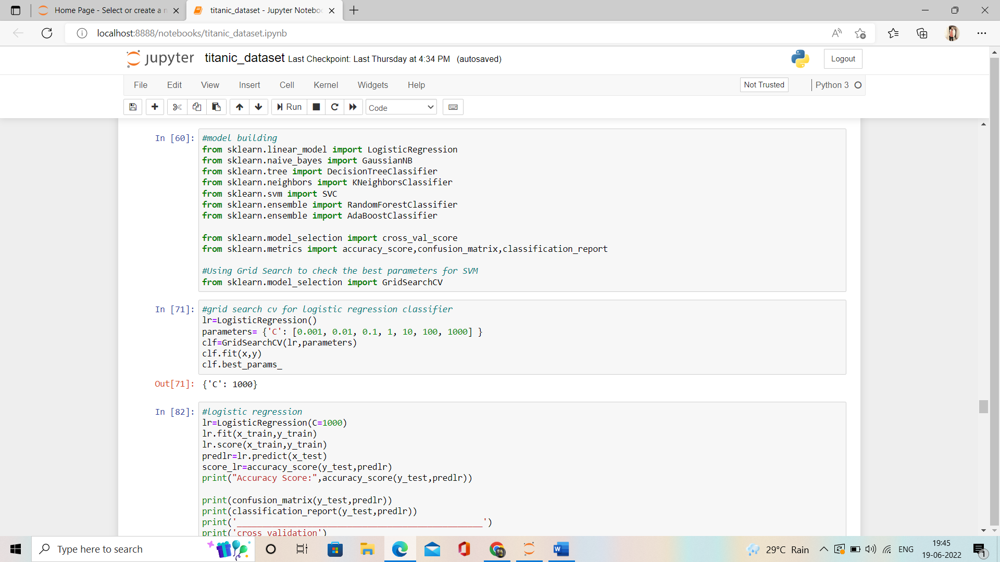 Home Page - Select or create a n
titanic_dataset - Jupyter Notebo
localhost:8888/notebooks/titanic_dataset.ipynb
jupyter titanic_dataset Last Checkpoint: Last Thursday at 4:34 PM (autosaved)
Logout
File Edit View Insert Cell Kernel Widgets Help
Not Trusted
Python 3
Run
Code
In [60]:
#model building
from sklearn.linear_model import LogisticRegression
from sklearn.naive_bayes import GaussianNB
from sklearn.tree import DecisionTreeClassifier
from sklearn.neighbors import KNeighborsClassifier
from sklearn.svm import SVC
from sklearn.ensemble import RandomForestClassifier
from sklearn.ensemble import AdaBoostClassifier
from sklearn.model_selection import cross_val_score
from sklearn.metrics import accuracy_score,confusion_matrix,classification_report
#Using Grid Search to check the best parameters for SVM
from sklearn.model_selection import GridSearchCV
In [71]:
#grid search cv for logistic regression classifier
lr=LogisticRegression()
parameters= {'C': [0.001, 0.01, 0.1, 1, 10, 100, 1000] }
clf=GridSearchCV(lr,parameters)
clf.fit(x,y)
clf.best_params_
Out[71]: {'C': 1000}
In [82]:
#logistic regression
lr=LogisticRegression(C=1000)
lr.fit(x_train,y_train)
lr.score(x_train,y_train)
predlr=lr.predict(x_test)
score_lr=accuracy_score(y_test,predlr)
print("Accuracy Score:",accuracy_score(y_test,predlr))
print(confusion_matrix(y_test,predlr))
print(classification_report(y_test,predlr))
print('_________________________________________________')
print('cross validation')
Type here to search
29°C Rain
ENG
19:45
19-06-2022
1